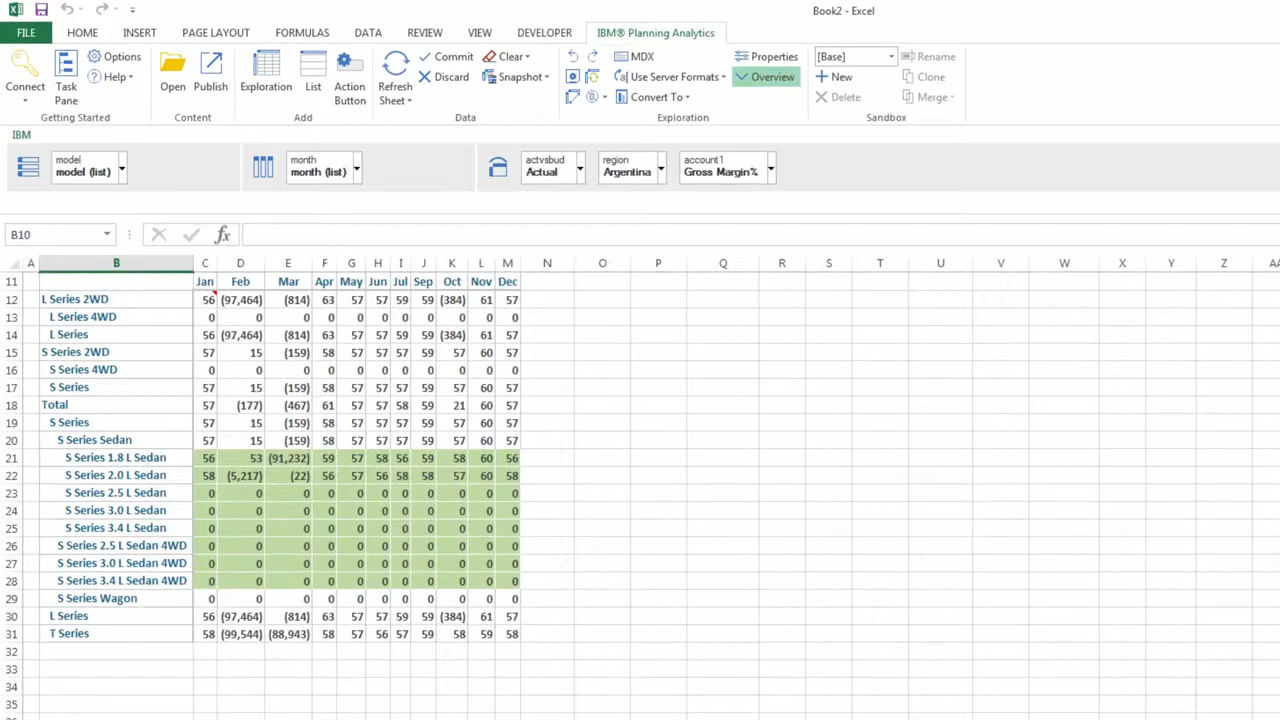 Book2 - Excel
FILE HOME INSERT PAGE LAYOUT FORMULAS DATA REVIEW VIEW DEVELOPER IBM® Planning Analytics
Options Commit Clear MDX Properties [Base] Rename
Help Discard Snapshot Use Server Formats Overview New Clone
Connect Task Pane Open Publish Exploration List Action Button Refresh Sheet Convert To Delete Merge
Getting Started Content Add Data Exploration Sandbox
IBM
model month actvsbud region account1
model (list) month (list) Actual Argentina Gross Margin%
B10 fx
A B C D E F G H I J K L M N O P Q R S T U V W X Y Z AA
11 Jan Feb Mar Apr May Jun Jul Aug Sep Oct Nov Dec
12 L Series 2WD 56 (97,464) (814) 63 57 57 59 59 (384) 61 57
13 L Series 4WD 0 0 0 0 0 0 0 0 0 0 0
14 L Series 56 (97,464) (814) 63 57 57 59 59 (384) 61 57
15 S Series 2WD 57 15 (159) 58 57 57 57 59 57 60 57
16 S Series 4WD 0 0 0 0 0 0 0 0 0 0 0
17 S Series 57 15 (159) 58 57 57 57 59 57 60 57
18 Total 57 (177) (467) 61 57 57 58 59 21 60 57
19 S Series 57 15 (159) 58 57 57 57 59 57 60 57
20 S Series Sedan 57 15 (159) 58 57 57 57 59 57 60 57
21 S Series 1.8 L Sedan 56 53 (91,232) 59 57 58 56 59 58 60 56
22 S Series 2.0 L Sedan 58 (5,217) (22) 56 57 56 58 58 57 60 58
23 S Series 2.5 L Sedan 0 0 0 0 0 0 0 0 0 0 0
24 S Series 3.0 L Sedan 0 0 0 0 0 0 0 0 0 0 0
25 S Series 3.4 L Sedan 0 0 0 0 0 0 0 0 0 0 0
26 S Series 2.5 L Sedan 4WD 0 0 0 0 0 0 0 0 0 0 0
27 S Series 3.0 L Sedan 4WD 0 0 0 0 0 0 0 0 0 0 0
28 S Series 3.4 L Sedan 4WD 0 0 0 0 0 0 0 0 0 0 0
29 S Series Wagon 0 0 0 0 0 0 0 0 0 0 0
30 L Series 56 (97,464) (814) 63 57 57 59 59 (384) 61 57
31 T Series 58 (99,544) (88,943) 58 57 56 57 59 58 59 58
32
33
34
35